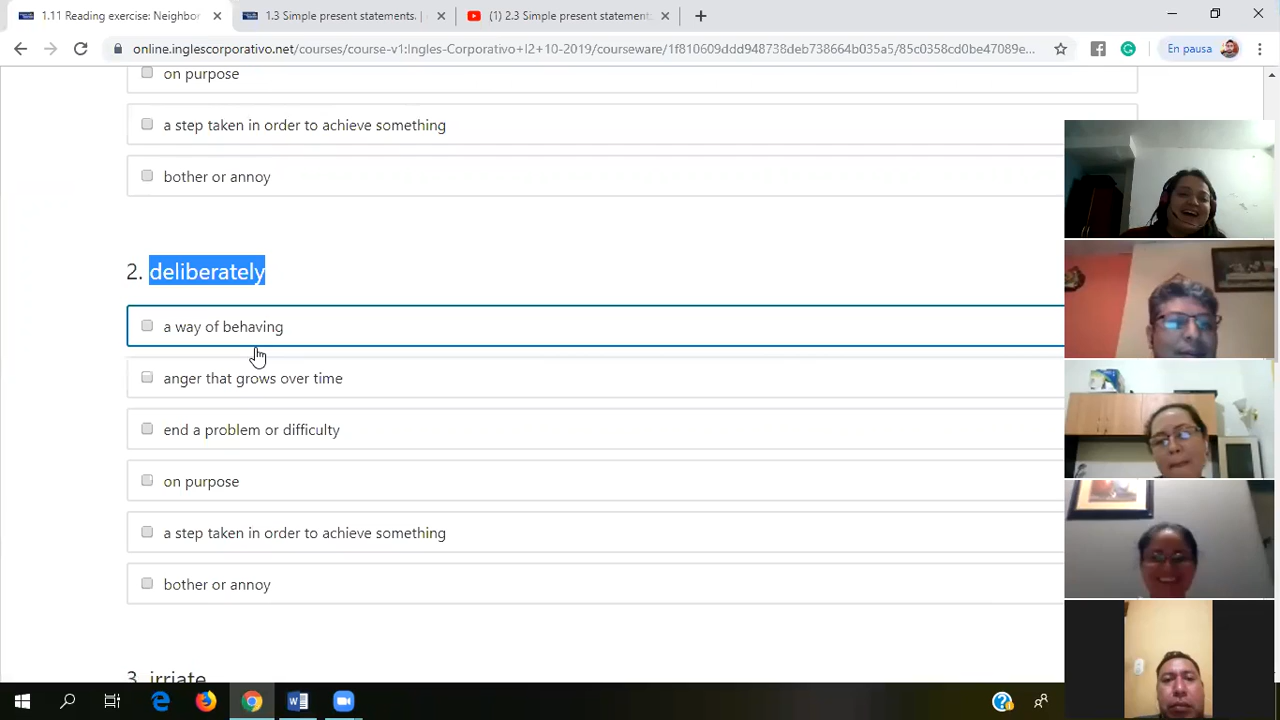 1.11 Reading exercise: Neighbor
1.3 Simple present statements. |
(1) 2.3 Simple present statement
online.inglescorporativo.net/courses/course-v1:Ingles-Corporativo+I2+10-2019/courseware/1f810609ddd948738deb738664b035a5/85c0358cd0be47089e...
En pausa
on purpose
a step taken in order to achieve something
bother or annoy
2. deliberately
a way of behaving
anger that grows over time
end a problem or difficulty
on purpose
a step taken in order to achieve something
bother or annoy
3. irriate